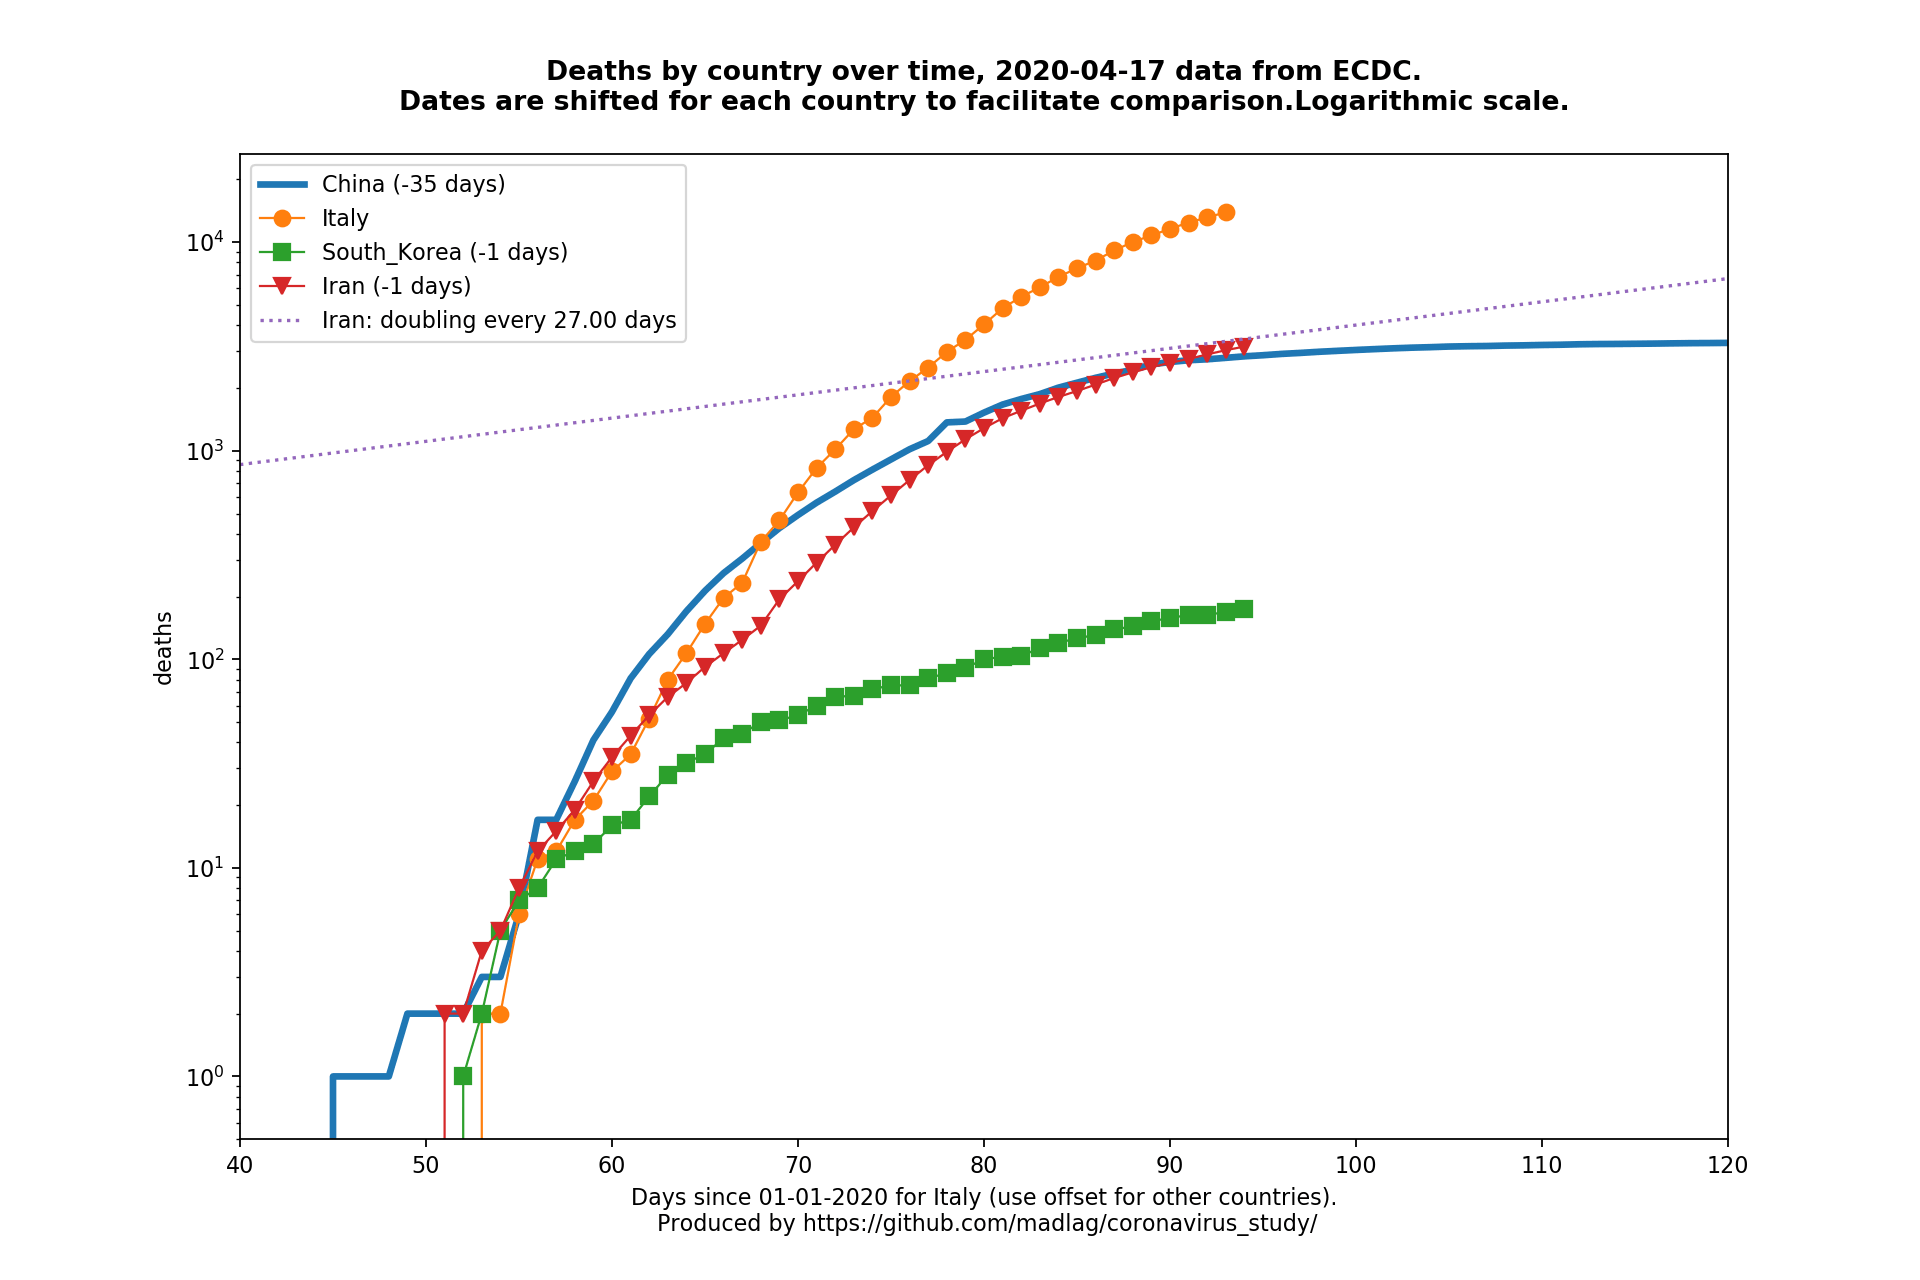 Deaths by country over time, 2020-04-17 data from ECDC.
Dates are shifted for each country to facilitate comparison.Logarithmic scale.
China (-35 days)
Italy
South_Korea (-1 days)
Iran (-1 days)
Iran: doubling every 27.00 days
deaths
10⁴
10³
10²
10¹
10⁰
40 50 60 70 80 90 100 110 120
Days since 01-01-2020 for Italy (use offset for other countries).
Produced by https://github.com/madlag/coronavirus_study/